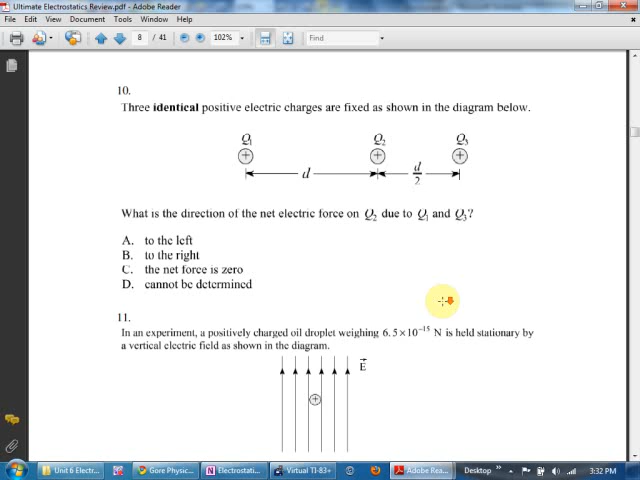 Ultimate Electrostatics Review.pdf - Adobe Reader
File Edit View Document Tools Window Help
8 / 41 102% Find
10.
Three identical positive electric charges are fixed as shown in the diagram below.
Q1 Q2 Q3
+ + +
d d/2
What is the direction of the net electric force on Q2 due to Q1 and Q3?
A. to the left
B. to the right
C. the net force is zero
D. cannot be determined
11.
In an experiment, a positively charged oil droplet weighing 6.5×10⁻¹⁵ N is held stationary by
a vertical electric field as shown in the diagram.
E
+
Unit 6 Electr... Gore Physic... Electrostati... Virtual TI-83+ Adobe Rea... Desktop » 3:32 PM